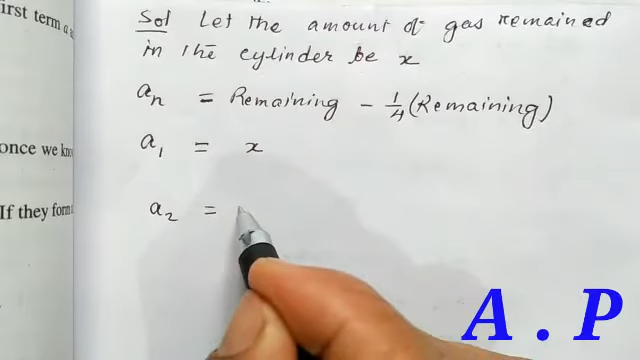 irst term a
Sol Let the amount of gas remained
in the cylinder be x
aₙ = Remaining - 1/4 (Remaining)
once we know
a₁ = x
If they form
a₂ =
A . P